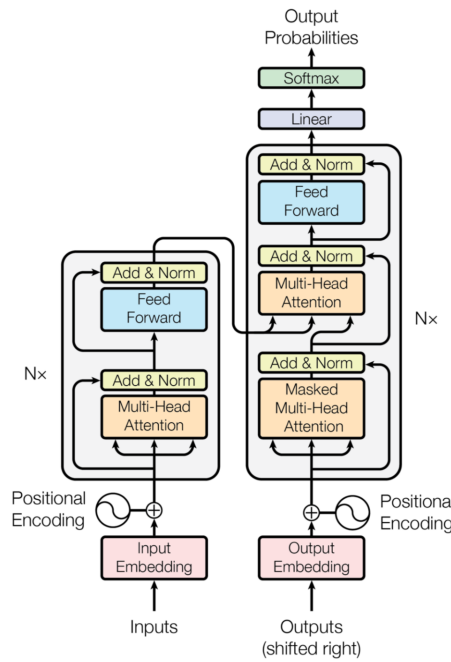 Output
Probabilities
Softmax
Linear
Add & Norm
Feed
Forward
Add & Norm
Multi-Head
Attention
Add & Norm
Masked
Multi-Head
Attention
N×
Add & Norm
Feed
Forward
N×
Add & Norm
Multi-Head
Attention
Positional
Encoding
Positional
Encoding
Input
Embedding
Output
Embedding
Inputs
Outputs
(shifted right)